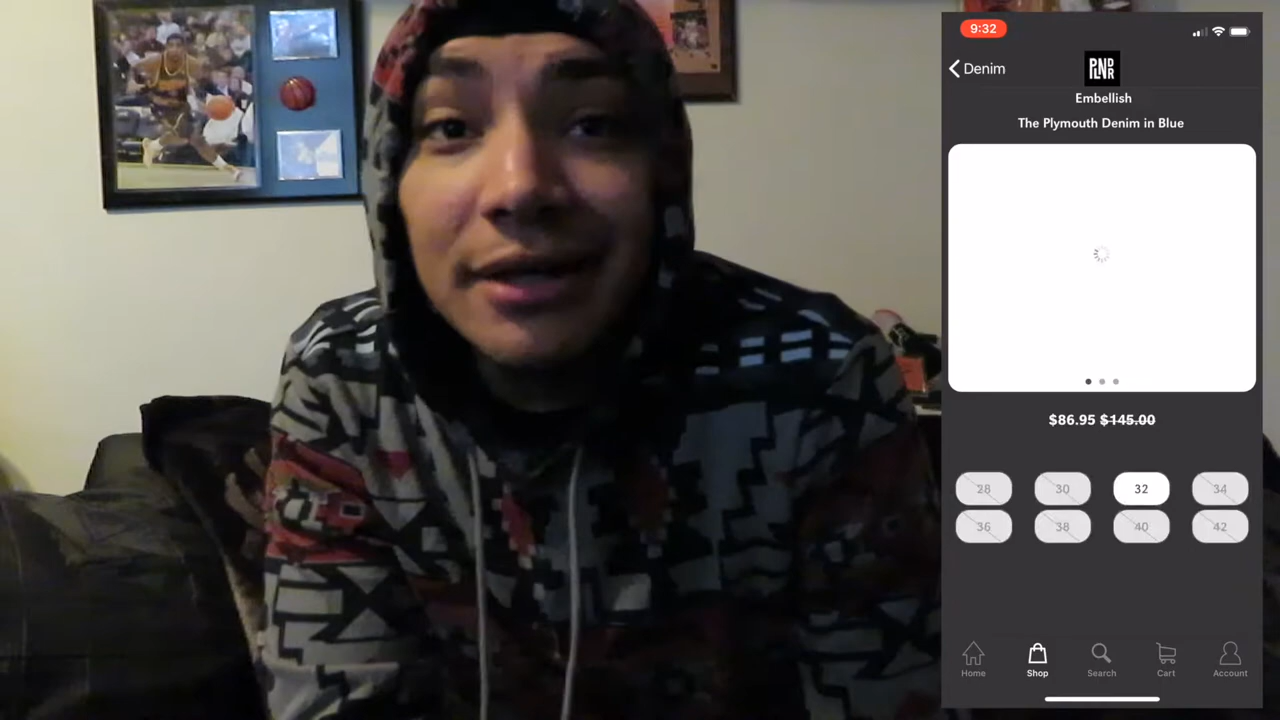 9:32
Denim
PLNDR
Embellish
The Plymouth Denim in Blue
$86.95 $145.00
28 30 32 34
36 38 40 42
Home Shop Search Cart Account